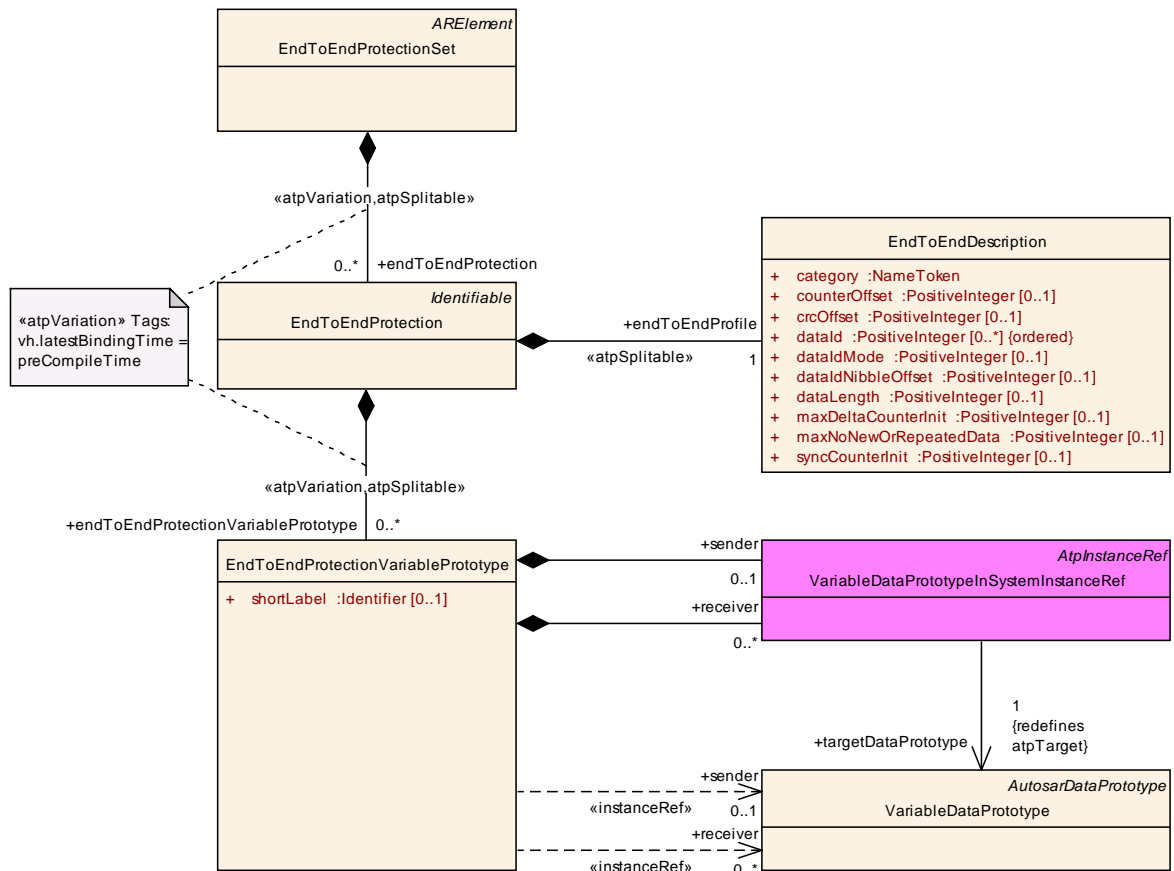 ARElement
EndToEndProtectionSet
«atpVariation,atpSplitable»
0..*
+endToEndProtection
«atpVariation» Tags:
vh.latestBindingTime =
preCompileTime
Identifiable
EndToEndProtection
+endToEndProfile
«atpSplitable»
1
EndToEndDescription
+ category :NameToken
+ counterOffset :PositiveInteger [0..1]
+ crcOffset :PositiveInteger [0..1]
+ dataId :PositiveInteger [0..*] {ordered}
+ dataIdMode :PositiveInteger [0..1]
+ dataIdNibbleOffset :PositiveInteger [0..1]
+ dataLength :PositiveInteger [0..1]
+ maxDeltaCounterInit :PositiveInteger [0..1]
+ maxNoNewOrRepeatedData :PositiveInteger [0..1]
+ syncCounterInit :PositiveInteger [0..1]
«atpVariation,atpSplitable»
+endToEndProtectionVariablePrototype
0..*
EndToEndProtectionVariablePrototype
+ shortLabel :Identifier [0..1]
+sender
0..1
+receiver
0..*
AtpInstanceRef
VariableDataPrototypeInSystemInstanceRef
+targetDataPrototype
1
{redefines
atpTarget}
+sender
«instanceRef»
0..1
+receiver
«instanceRef»
0..*
AutosarDataPrototype
VariableDataPrototype